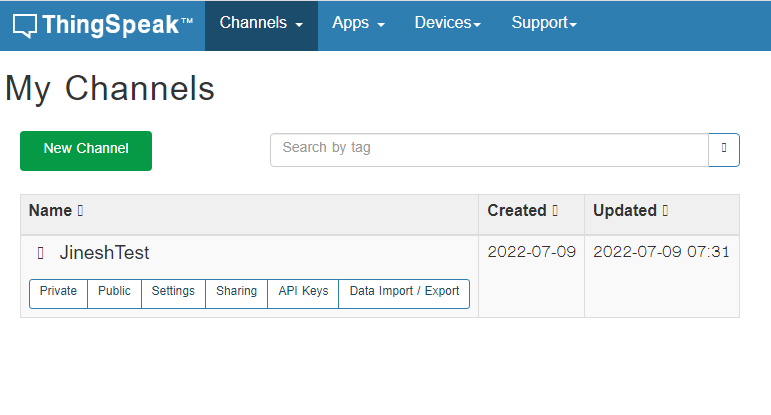 ThingSpeak™ Channels Apps Devices Support
My Channels
New Channel Search by tag
Name Created Updated
JineshTest 2022-07-09 2022-07-09 07:31
Private Public Settings Sharing API Keys Data Import / Export